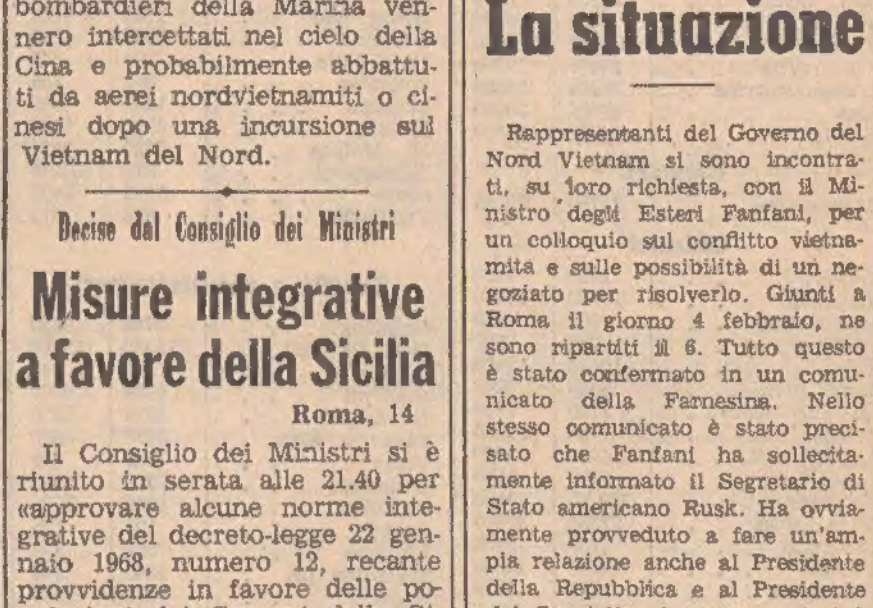 bombardieri della Marina ven-
nero intercettati nel cielo della
Cina e probabilmente abbattu-
ti da aerei nordvietnamiti o ci-
nesi dopo una incursione sul
Vietnam del Nord.
Decise dal Consiglio dei Ministri
Misure integrative
a favore della Sicilia
Roma, 14
Il Consiglio dei Ministri si è
riunito in serata alle 21.40 per
«approvare alcune norme inte-
grative del decreto-legge 22 gen-
naio 1968, numero 12, recante
provvidenze in favore delle po-
La situazione
Rappresentanti del Governo del
Nord Vietnam si sono incontra-
ti, su loro richiesta, con il Mi-
nistro degli Esteri Fanfani, per
un colloquio sul conflitto vietna-
mita e sulle possibilità di un ne-
goziato per risolverlo. Giunti a
Roma il giorno 4 febbraio, ne
sono ripartiti il 6. Tutto questo
è stato confermato in un comu-
nicato della Farnesina. Nello
stesso comunicato è stato preci-
sato che Fanfani ha sollecita-
mente informato il Segretario di
Stato americano Rusk. Ha ovvia-
mente provveduto a fare un'am-
pia relazione anche al Presidente
della Repubblica e al Presidente